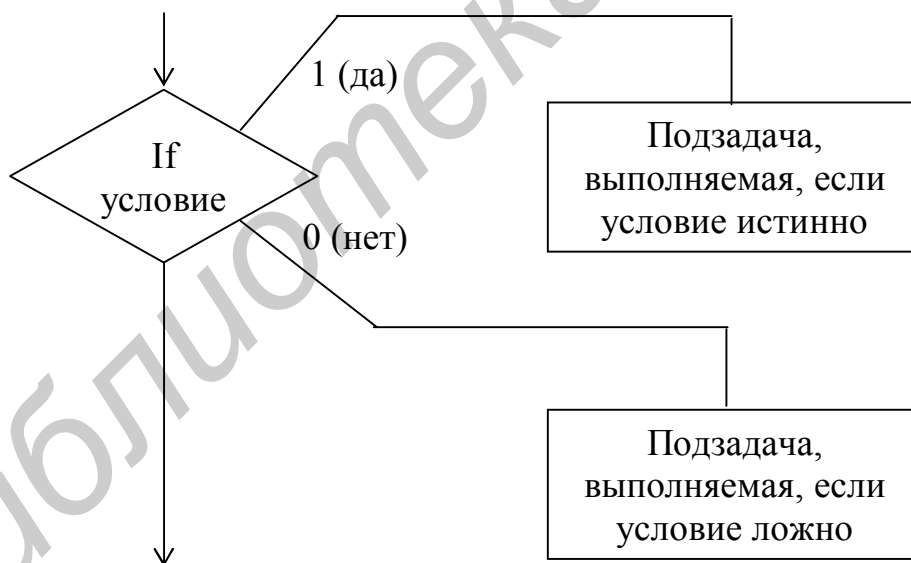 1 (да)
If
условие
Подзадача,
выполняемая, если
условие истинно
0 (нет)
Подзадача,
выполняемая, если
условие ложно